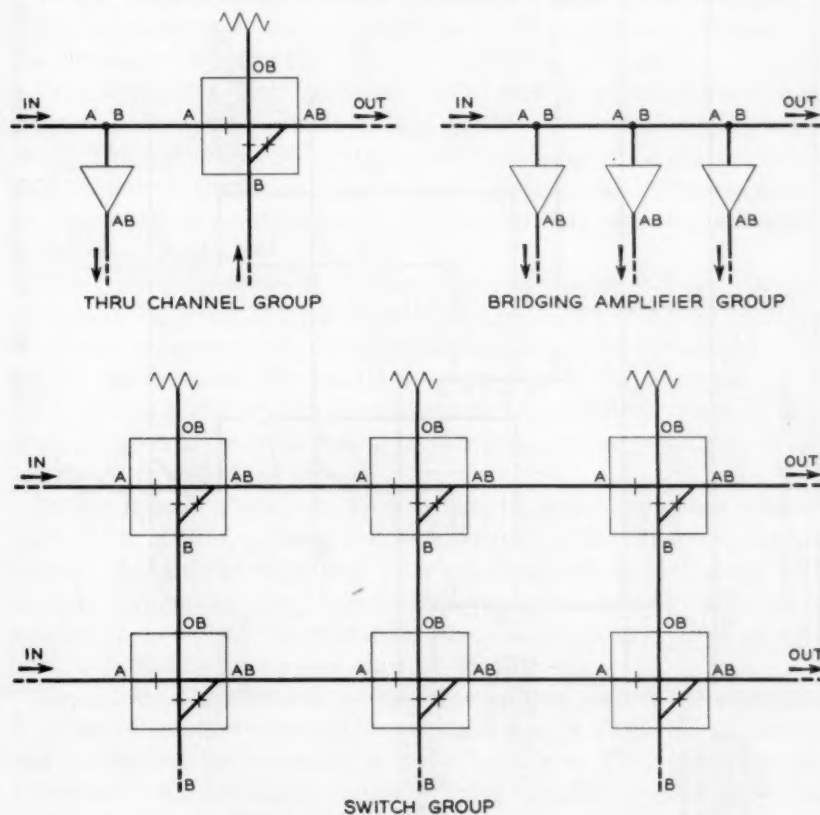 OB
IN A B A AB OUT
B
AB
THRU CHANNEL GROUP
IN A B A B A B OUT
AB AB AB
BRIDGING AMPLIFIER GROUP
OB OB OB
IN A AB A AB A AB OUT
B B B
OB OB OB
IN A AB A AB A AB OUT
B B B
SWITCH GROUP